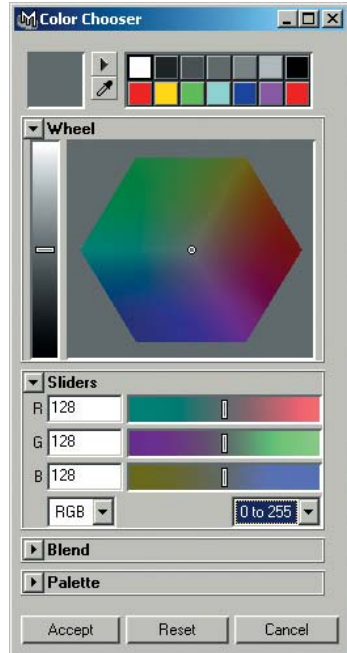 Color Chooser
Wheel
Sliders
R 128
G 128
B 128
RGB 0 to 255
Blend
Palette
Accept Reset Cancel